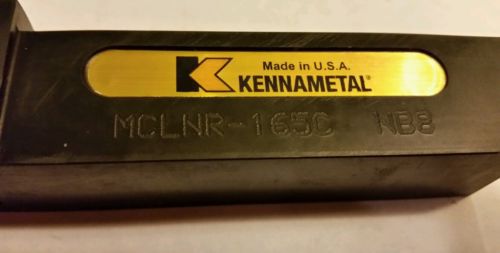 Made in U.S.A.
KENNAMETAL®
MCLNR-165C NB8